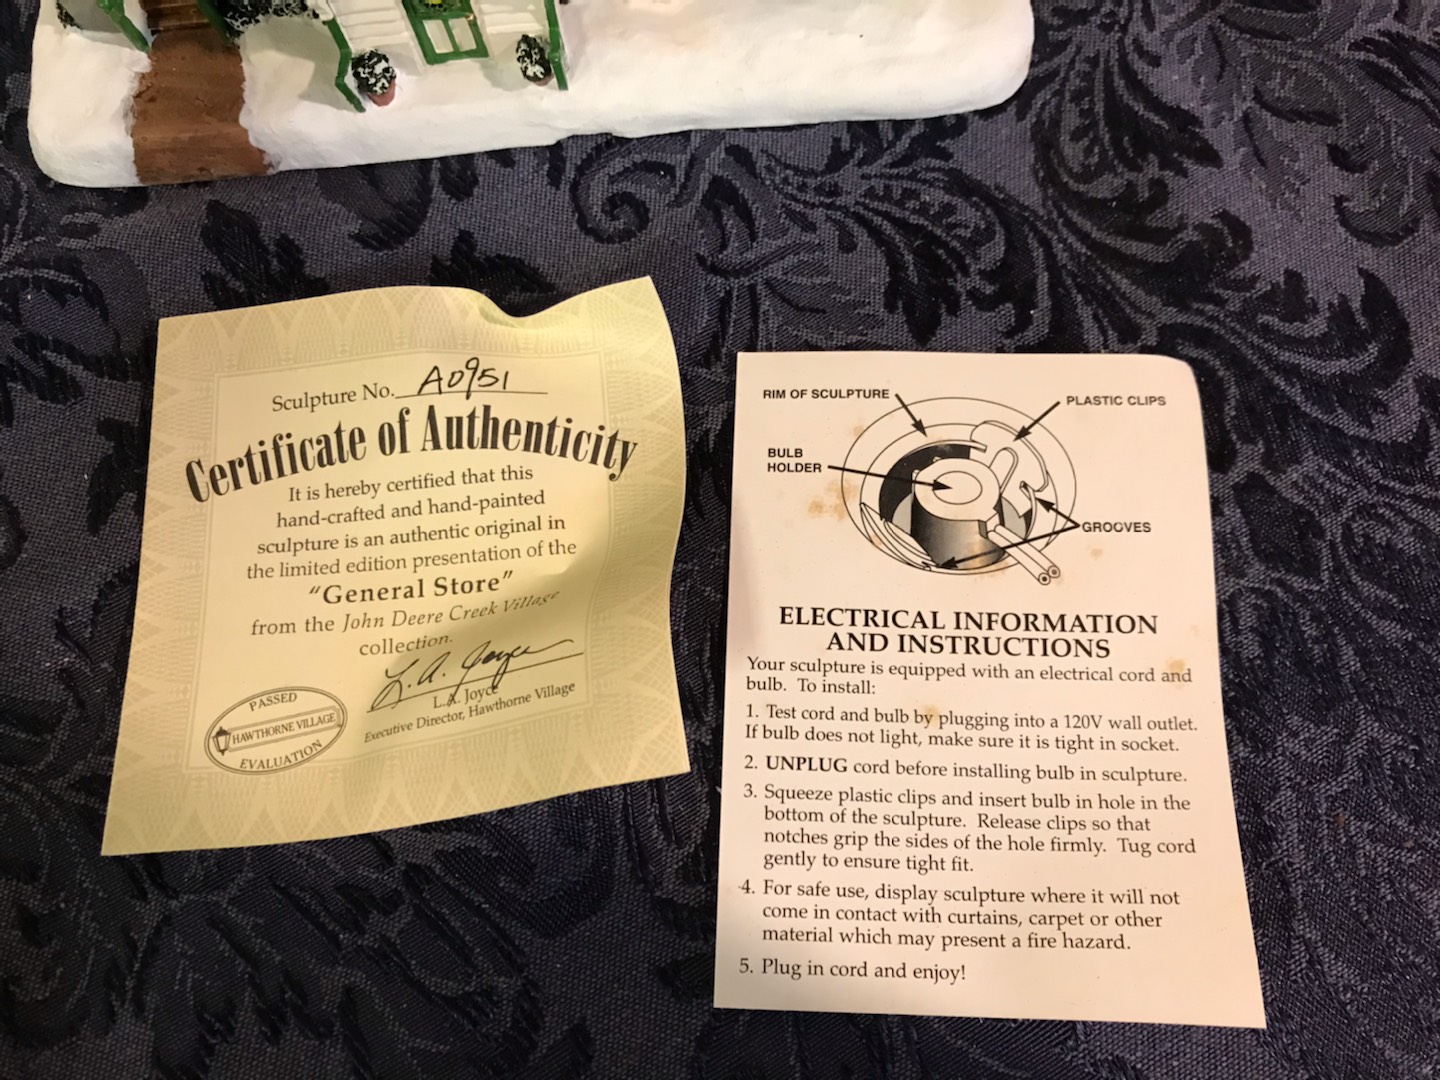 Sculpture No. A0951
Certificate of Authenticity
It is hereby certified that this
hand-crafted and hand-painted
sculpture is an authentic original in
the limited edition presentation of the
"General Store"
from the John Deere Creek Village
collection.
L. A. Joyce
L.A. Joyce
Executive Director, Hawthorne Village
PASSED
HAWTHORNE VILLAGE
EVALUATION
RIM OF SCULPTURE
PLASTIC CLIPS
BULB
HOLDER
GROOVES
ELECTRICAL INFORMATION
AND INSTRUCTIONS
Your sculpture is equipped with an electrical cord and
bulb. To install:
1. Test cord and bulb by plugging into a 120V wall outlet.
If bulb does not light, make sure it is tight in socket.
2. UNPLUG cord before installing bulb in sculpture.
3. Squeeze plastic clips and insert bulb in hole in the
bottom of the sculpture. Release clips so that
notches grip the sides of the hole firmly. Tug cord
gently to ensure tight fit.
4. For safe use, display sculpture where it will not
come in contact with curtains, carpet or other
material which may present a fire hazard.
5. Plug in cord and enjoy!